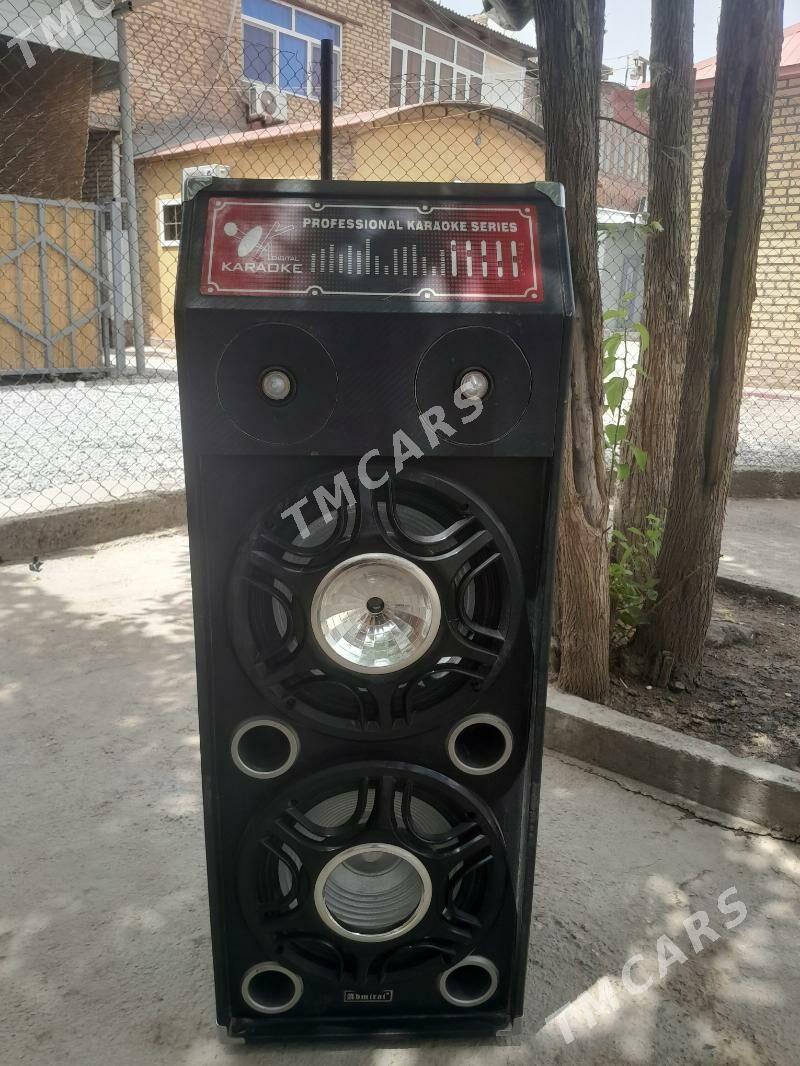 TMCARS
PROFESSIONAL KARAOKE SERIES
DIGITAL
KARAOKE
TMCARS
Admiral
TMCARS